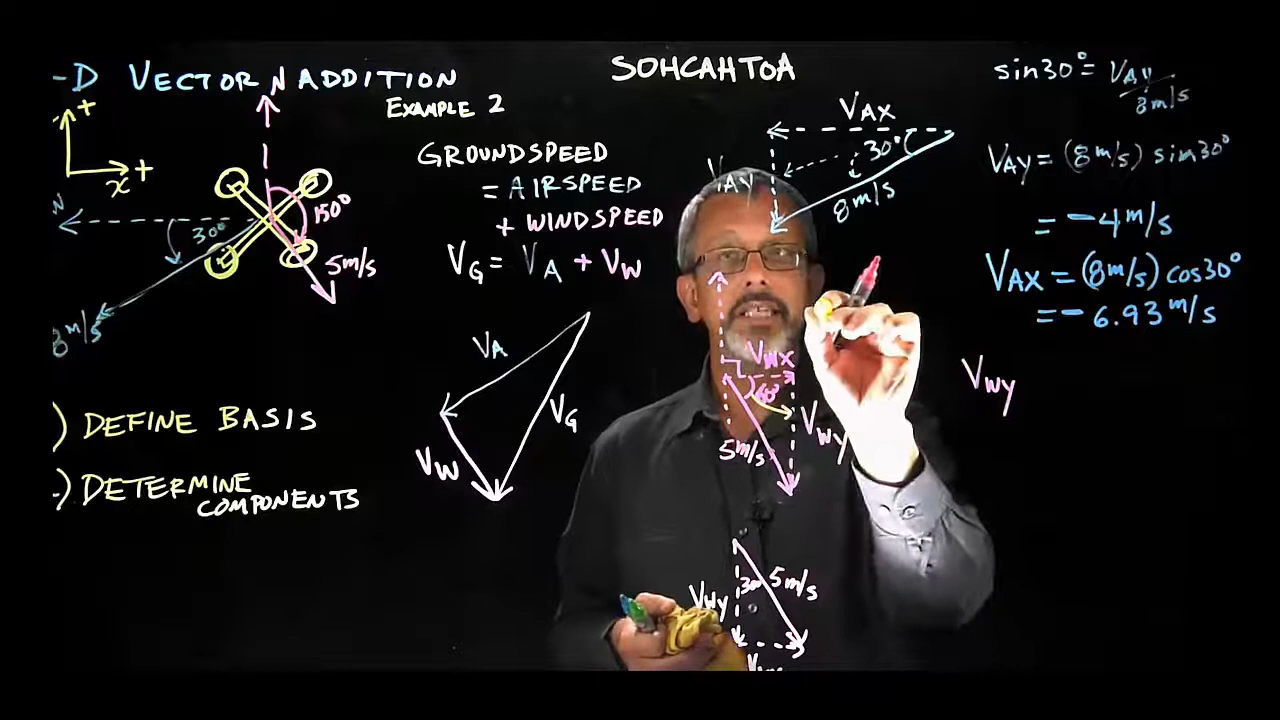 -D VECTOR ADDITION
N
EXAMPLE 2
+
x +
N
30°
150°
5m/s
8m/s
) DEFINE BASIS
) DETERMINE
COMPONENTS
SOHCAHTOA
GROUNDSPEED
= AIRSPEED
+ WINDSPEED
VG = VA + VW
VA
VG
VW
VAX
30°
VAY
8m/s
VWX
60°
VWY
5m/s
VWY
30
5m/s
sin30° = VAY
8m/s
VAY = (8m/s) sin30°
= -4m/s
VAX = (8m/s) cos30°
= -6.93m/s
VWY